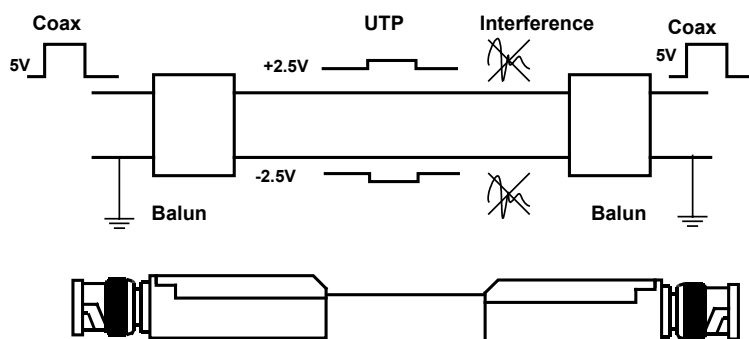 Coax
UTP
Interference
Coax
5V
+2.5V
5V
-2.5V
Balun
Balun